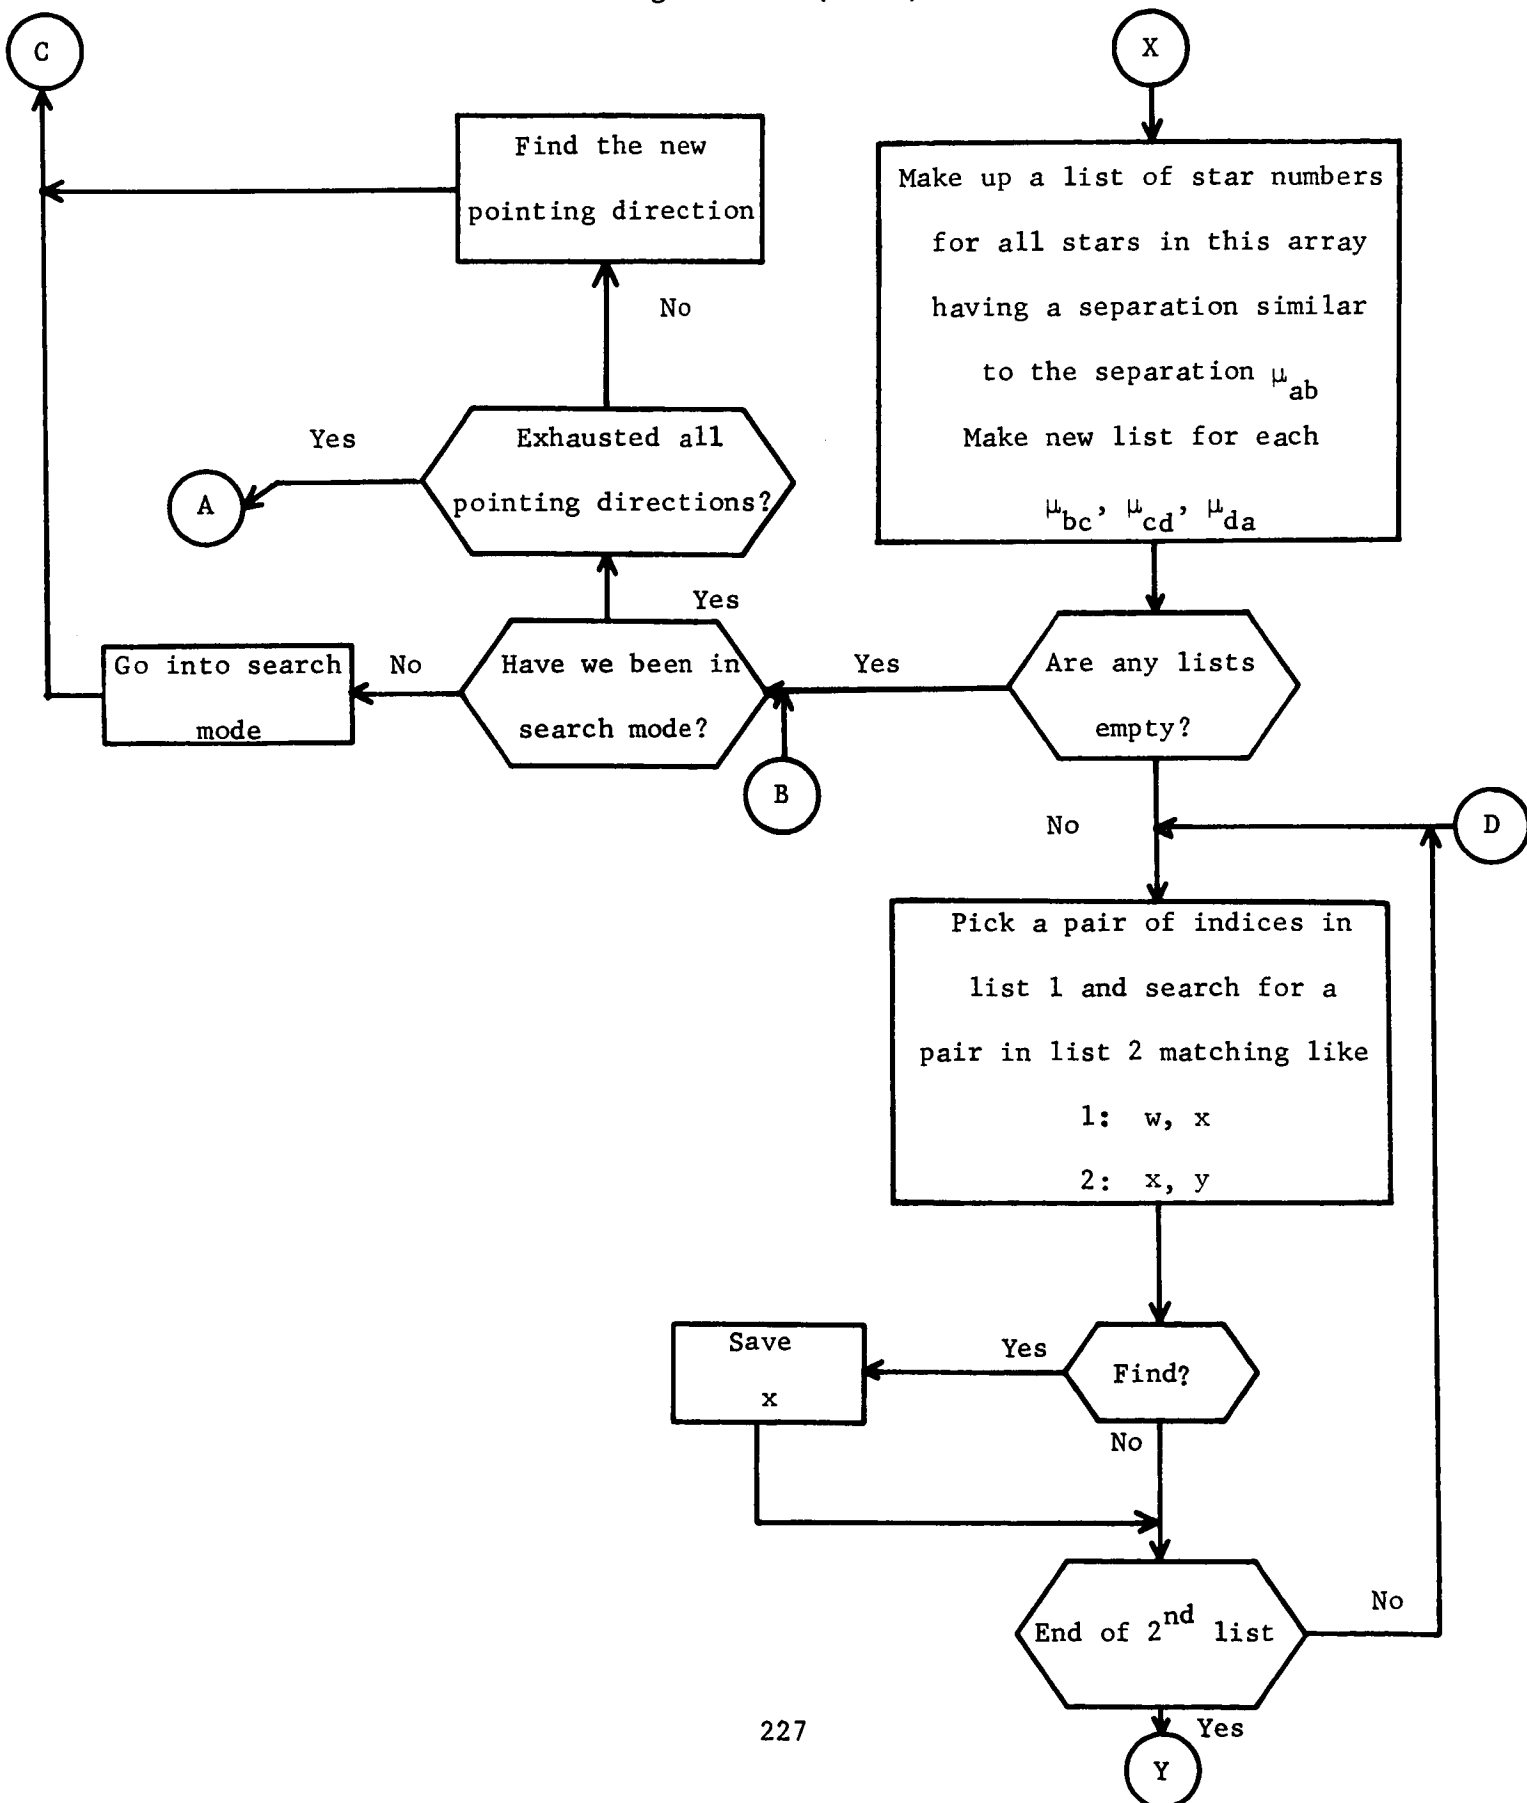 C
X
Find the new
pointing direction
No
Make up a list of star numbers
for all stars in this array
having a separation similar
to the separation μab
Make new list for each
μbc, μcd, μda
Yes
Exhausted all
pointing directions?
A
Yes
Go into search
mode
No
Have we been in
search mode?
Yes
Are any lists
empty?
B
No
D
Pick a pair of indices in
list 1 and search for a
pair in list 2 matching like
1: w, x
2: x, y
Save
x
Yes
Find?
No
End of 2nd list
No
Yes
Y
227